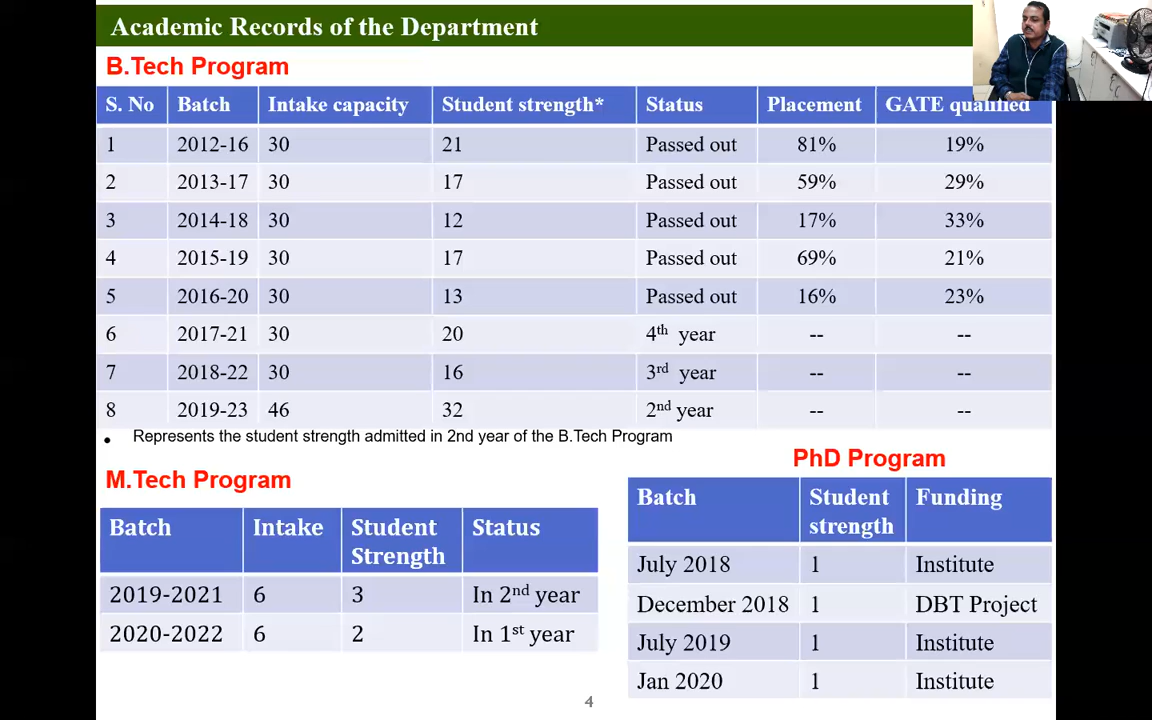 Academic Records of the Department
B.Tech Program
S. No Batch Intake capacity Student strength* Status Placement GATE qualified
1 2012-16 30 21 Passed out 81% 19%
2 2013-17 30 17 Passed out 59% 29%
3 2014-18 30 12 Passed out 17% 33%
4 2015-19 30 17 Passed out 69% 21%
5 2016-20 30 13 Passed out 16% 23%
6 2017-21 30 20 4th year -- --
7 2018-22 30 16 3rd year -- --
8 2019-23 46 32 2nd year -- --
• Represents the student strength admitted in 2nd year of the B.Tech Program
M.Tech Program
Batch Intake Student Strength Status
2019-2021 6 3 In 2nd year
2020-2022 6 2 In 1st year
PhD Program
Batch Student strength Funding
July 2018 1 Institute
December 2018 1 DBT Project
July 2019 1 Institute
Jan 2020 1 Institute
4